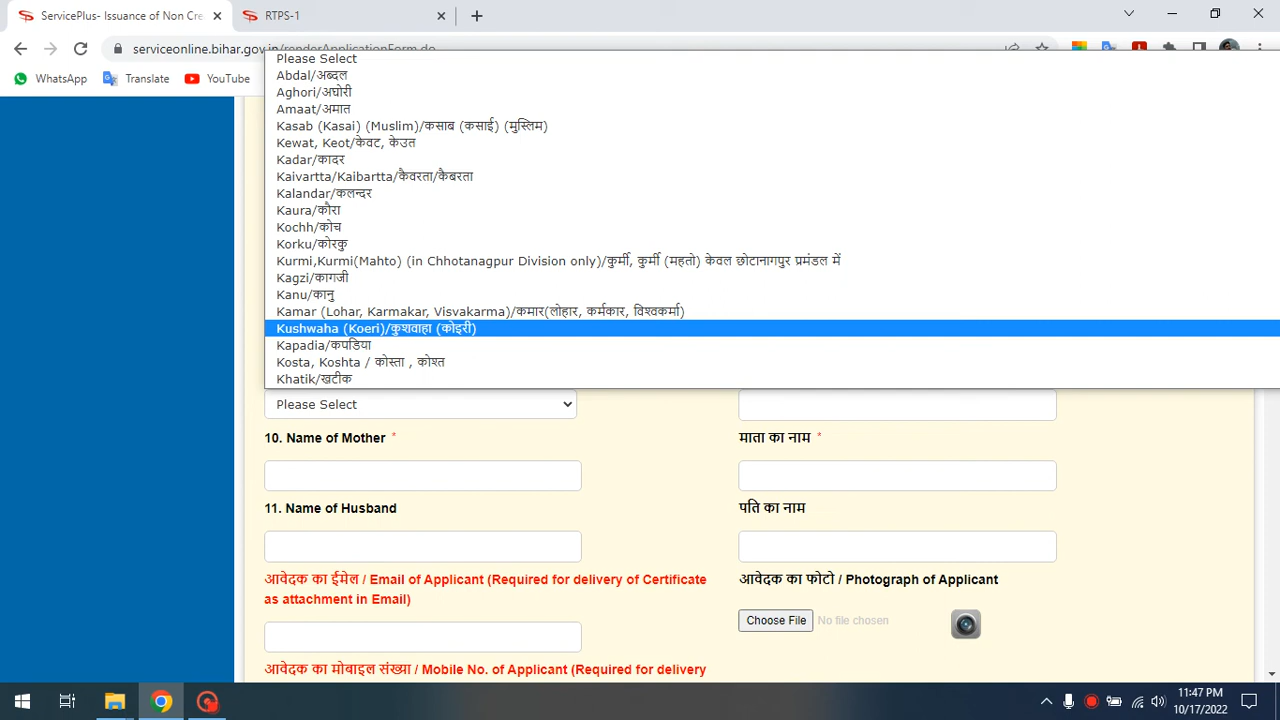 ServicePlus- Issuance of Non Cre
RTPS-1
serviceonline.bihar.gov.in/renderApplicationForm.do
WhatsApp
Translate
YouTube
Please Select
Abdal/अब्दल
Aghori/अघोरी
Amaat/अमात
Kasab (Kasai) (Muslim)/कसाब (कसाई) (मुस्लिम)
Kewat, Keot/केवट, केउत
Kadar/कादर
Kaivartta/Kaibartta/कैवरता/कैबरता
Kalandar/कलन्दर
Kaura/कौरा
Kochh/कोच
Korku/कोरकु
Kurmi,Kurmi(Mahto) (in Chhotanagpur Division only)/कुर्मी, कुर्मी (महतो) केवल छोटानागपुर प्रमंडल में
Kagzi/कागजी
Kanu/कानु
Kamar (Lohar, Karmakar, Visvakarma)/कमार(लोहार, कर्मकार, विश्वकर्मा)
Kushwaha (Koeri)/कुशवाहा (कोइरी)
Kapadia/कपडिया
Kosta, Koshta / कोस्ता , कोश्त
Khatik/खटीक
Please Select
10. Name of Mother *
माता का नाम *
11. Name of Husband
पति का नाम
आवेदक का ईमेल / Email of Applicant (Required for delivery of Certificate
as attachment in Email)
आवेदक का फोटो / Photograph of Applicant
Choose File No file chosen
आवेदक का मोबाइल संख्या / Mobile No. of Applicant (Required for delivery
11:47 PM
10/17/2022